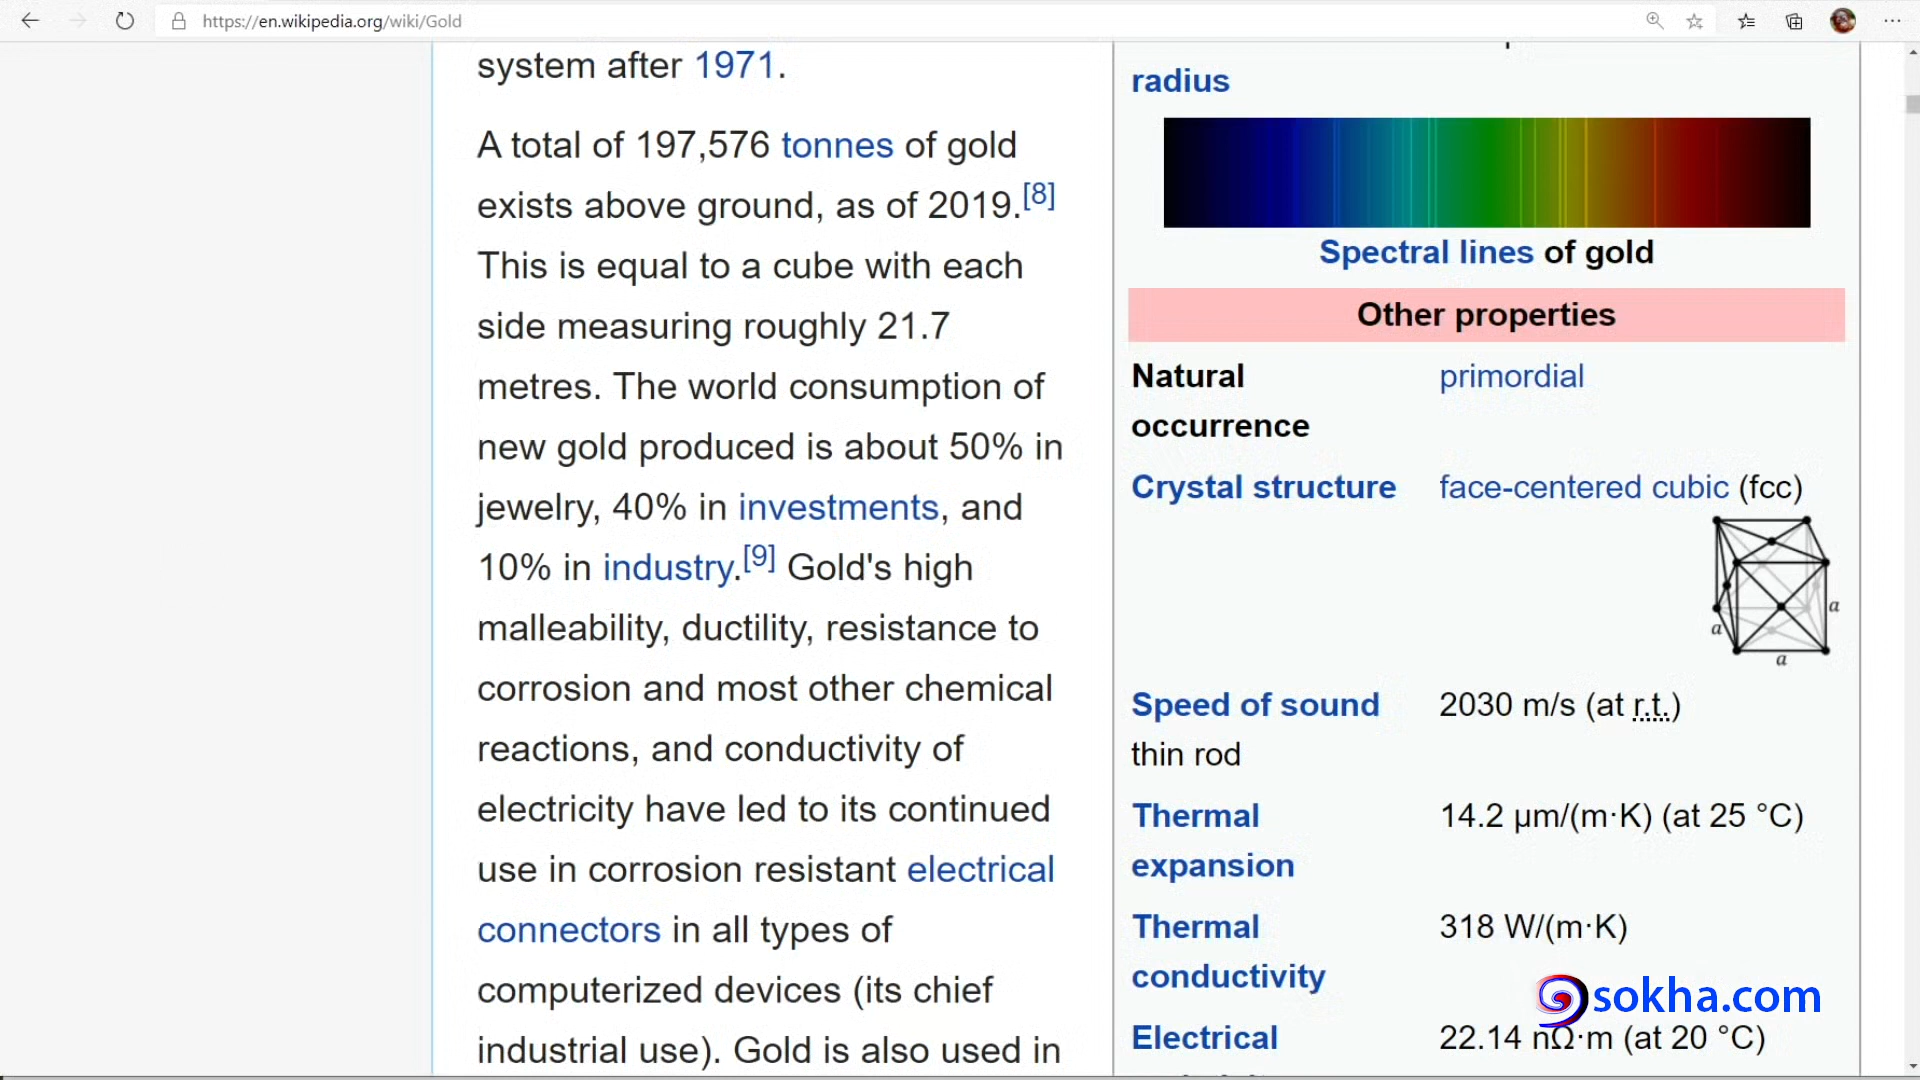 https://en.wikipedia.org/wiki/Gold
system after 1971.
A total of 197,576 tonnes of gold
exists above ground, as of 2019.[8]
This is equal to a cube with each
side measuring roughly 21.7
metres. The world consumption of
new gold produced is about 50% in
jewelry, 40% in investments, and
10% in industry.[9] Gold's high
malleability, ductility, resistance to
corrosion and most other chemical
reactions, and conductivity of
electricity have led to its continued
use in corrosion resistant electrical
connectors in all types of
computerized devices (its chief
industrial use). Gold is also used in
radius
Spectral lines of gold
Other properties
Natural occurrence
primordial
Crystal structure
face-centered cubic (fcc)
a
a
a
Speed of sound thin rod
2030 m/s (at r.t.)
Thermal expansion
14.2 µm/(m·K) (at 25 °C)
Thermal conductivity
318 W/(m·K)
sokha.com
Electrical
22.14 nΩ·m (at 20 °C)